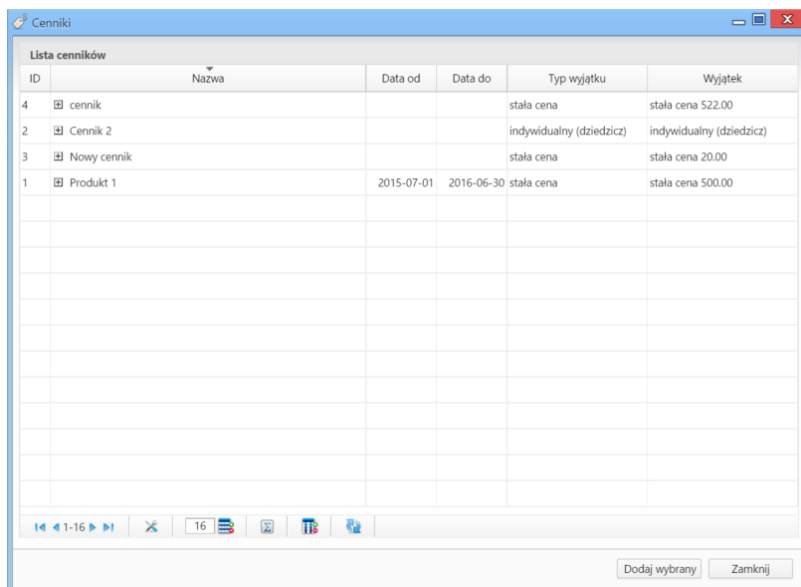 Cenniki
Lista cenników
ID Nazwa Data od Data do Typ wyjątku Wyjątek
4 cennik stała cena stała cena 522.00
2 Cennik 2 indywidualny (dziedzicz) indywidualny (dziedzicz)
3 Nowy cennik stała cena stała cena 20.00
1 Produkt 1 2015-07-01 2016-06-30 stała cena stała cena 500.00
1-16 16
Dodaj wybrany Zamknij